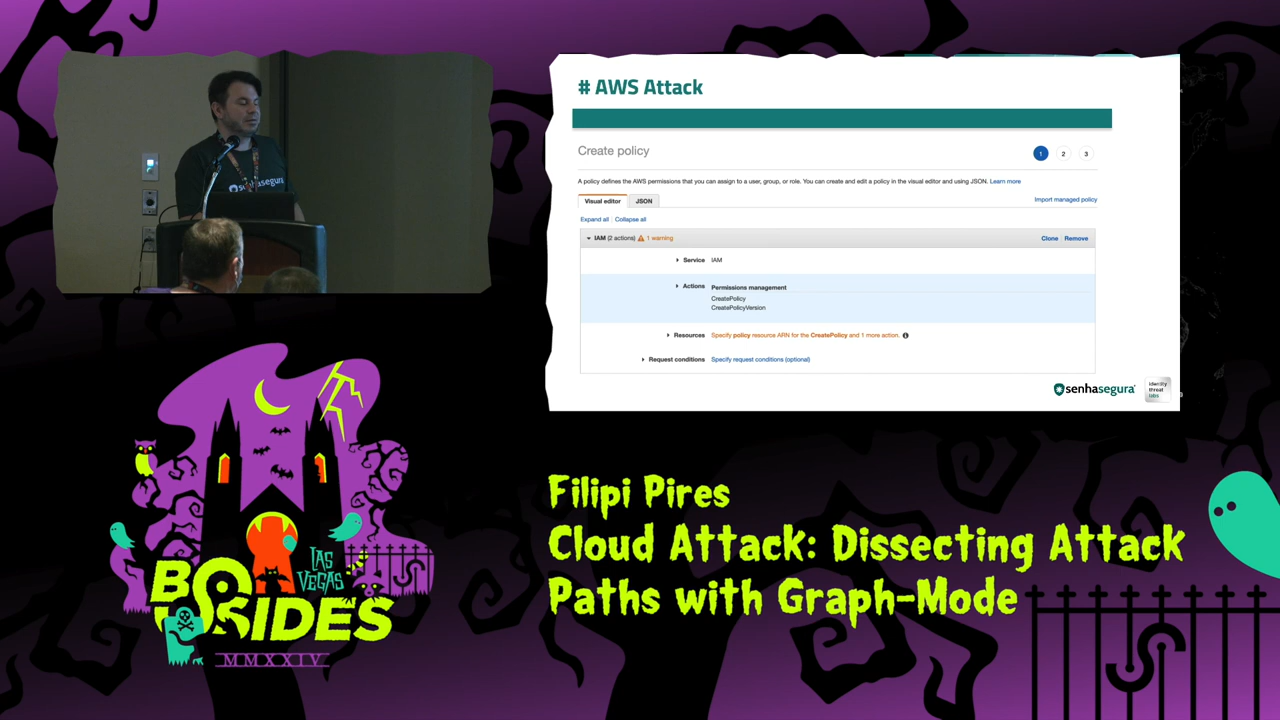 senhasegura
# AWS Attack
Create policy
1 2 3
A policy defines the AWS permissions that you can assign to a user, group, or role. You can create and edit a policy in the visual editor and using JSON. Learn more
Visual editor JSON
Import managed policy
Expand all | Collapse all
IAM (2 actions) 1 warning
Clone | Remove
Service IAM
Actions Permissions management
CreatePolicy
CreatePolicyVersion
Resources Specify policy resource ARN for the CreatePolicy and 1 more action.
Request conditions Specify request conditions (optional)
senhasegura
identity
threat
labs
BSIDES
LAS
VEGAS
MMXXIV
Filipi Pires
Cloud Attack: Dissecting Attack
Paths with Graph-Mode